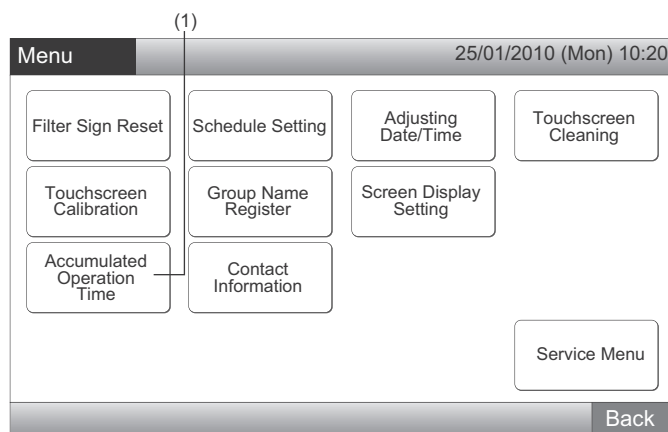 (1)
Menu
25/01/2010 (Mon) 10:20
Filter Sign Reset
Schedule Setting
Adjusting
Date/Time
Touchscreen
Cleaning
Touchscreen
Calibration
Group Name
Register
Screen Display
Setting
Accumulated
Operation
Time
Contact
Information
Service Menu
Back